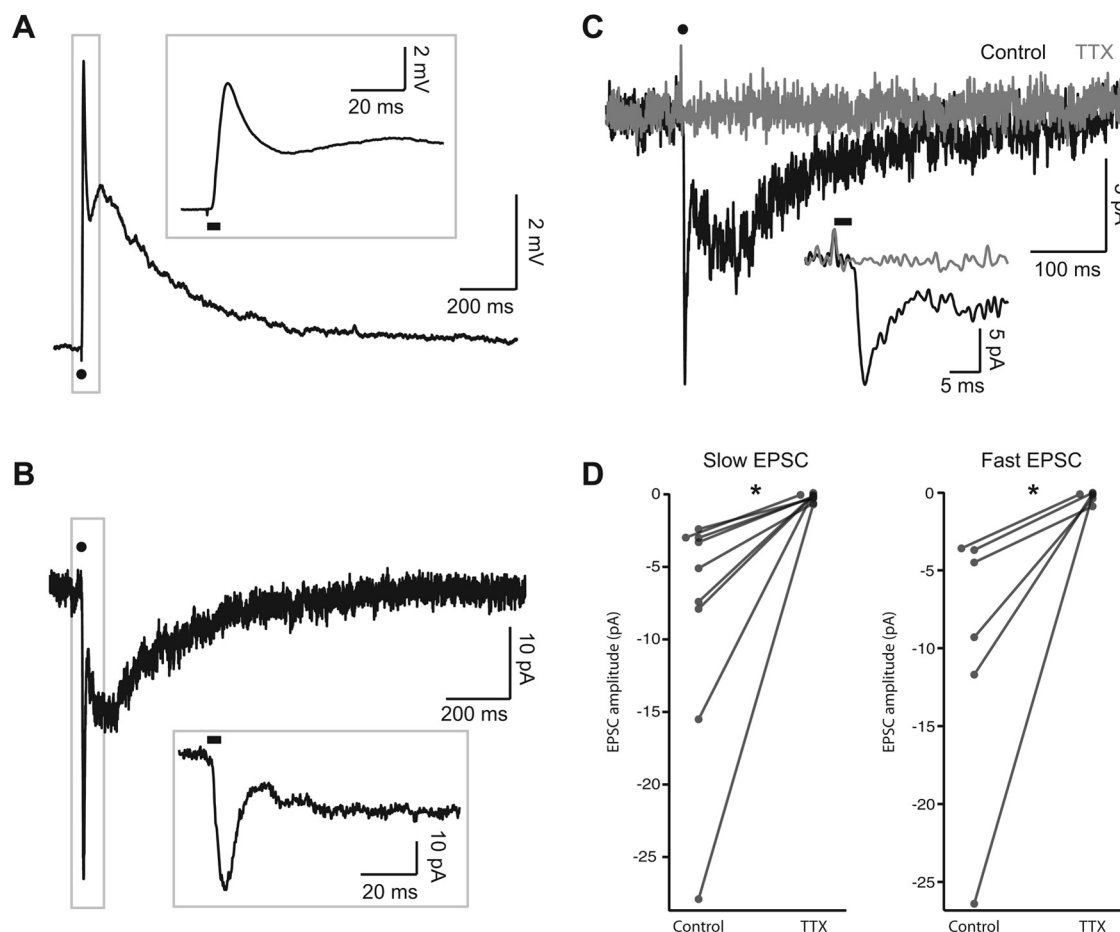 A
2 mV
20 ms
2 mV
200 ms
C
Control TTX
5 pA
100 ms
5 pA
5 ms
B
10 pA
200 ms
10 pA
20 ms
D
Slow EPSC
*
EPSC amplitude (pA)
0
-5
-10
-15
-20
-25
Control TTX
Fast EPSC
*
EPSC amplitude (pA)
0
-5
-10
-15
-20
-25
Control TTX